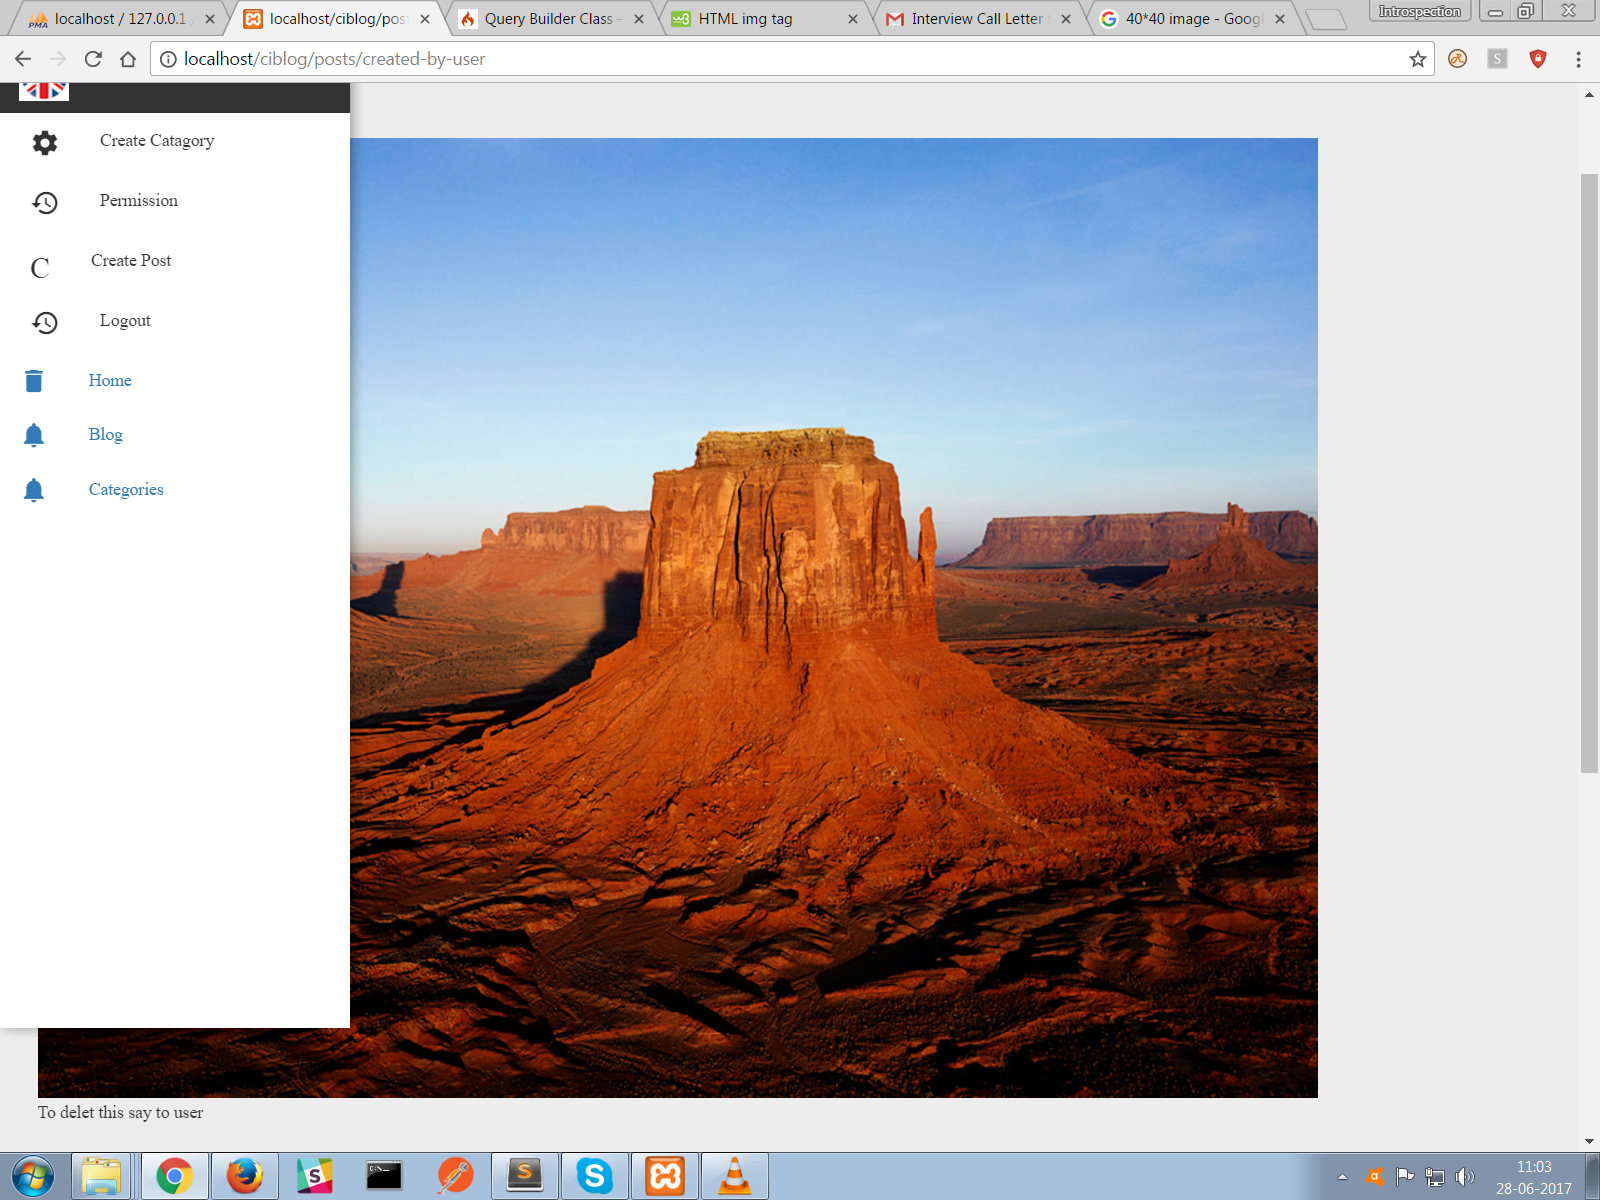 localhost / 127.0.0.1
localhost/ciblog/post
Query Builder Class -
HTML img tag
Interview Call Letter
40*40 image - Goog
Introspection
localhost/ciblog/posts/created-by-user
Create Catagory
Permission
C Create Post
Logout
Home
Blog
Categories
To delet this say to user
11:03
28-06-2017